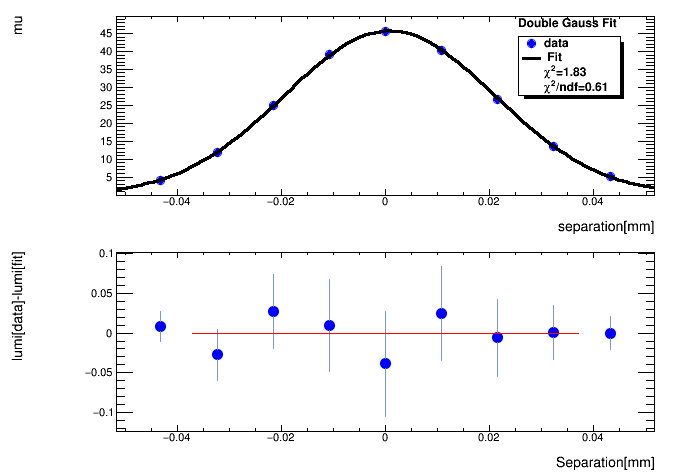 mu
Double Gauss Fit
data
Fit
χ²=1.83
χ²/ndf=0.61
45
40
35
30
25
20
15
10
5
−0.04 −0.02 0 0.02 0.04
separation[mm]
lumi[data]-lumi[fit]
0.1
0.05
0
−0.05
−0.1
−0.04 −0.02 0 0.02 0.04
Separation[mm]